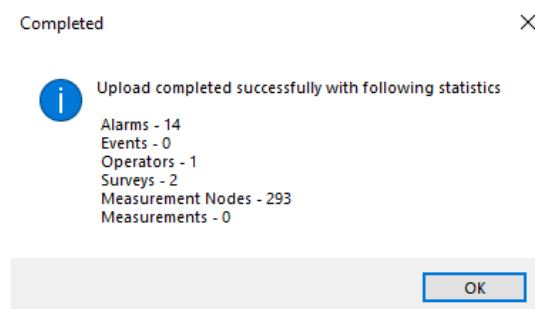 Completed
Upload completed successfully with following statistics
Alarms - 14
Events - 0
Operators - 1
Surveys - 2
Measurement Nodes - 293
Measurements - 0
OK